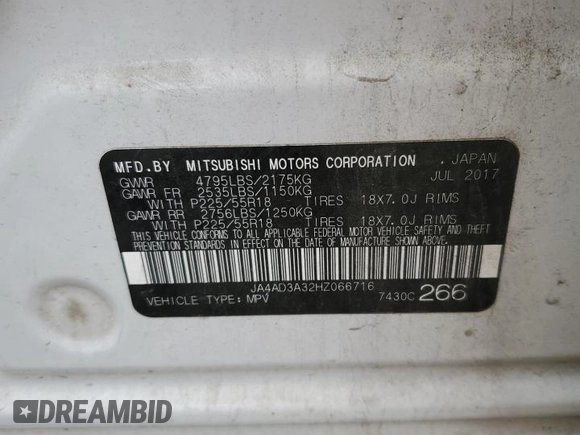 MFD.BY MITSUBISHI MOTORS CORPORATION , JAPAN
GVWR 4795LBS/2175KG JUL 2017
GAWR FR 2535LBS/1150KG
WITH P225/55R18 TIRES 18X7.0J RIMS
GAWR RR 2756LBS/1250KG
WITH P225/55R18 TIRES 18X7.0J RIMS
THIS VEHICLE CONFORMS TO ALL APPLICABLE FEDERAL MOTOR VEHICLE SAFETY AND THEFT
PREVENTION STANDARDS IN EFFECT ON THE DATE OF MANUFACTURE SHOWN ABOVE.
JA4AD3A32HZ066716
VEHICLE TYPE: MPV 7430C 266
DREAMBID